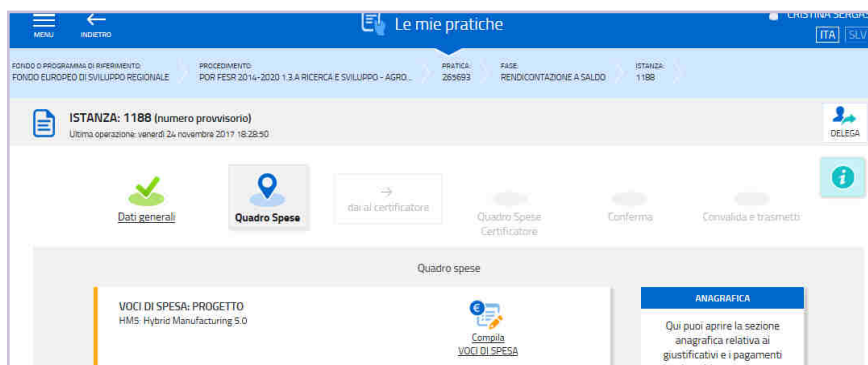 MENU
INDIETRO
Le mie pratiche
CRISTINA SERGAS
ITA SLV
FONDO O PROGRAMMA DI RIFERIMENTO:
FONDO EUROPEO DI SVILUPPO REGIONALE
PROCEDIMENTO:
POR FESR 2014-2020 1.3.A RICERCA E SVILUPPO - AGRO...
PRATICA:
265693
FASE:
RENDICONTAZIONE A SALDO
ISTANZA:
1188
ISTANZA: 1188 (numero provvisorio)
Ultima operazione: venerdì 24 novembre 2017 18:28:50
DELEGA
Dati generali
Quadro Spese
dai al certificatore
Quadro Spese
Certificatore
Conferma
Convalida e trasmetti
Quadro spese
VOCI DI SPESA: PROGETTO
HM5: Hybrid Manufacturing 5.0
Compila
VOCI DI SPESA
ANAGRAFICA
Qui puoi aprire la sezione
anagrafica relativa ai
giustificativi e i pagamenti